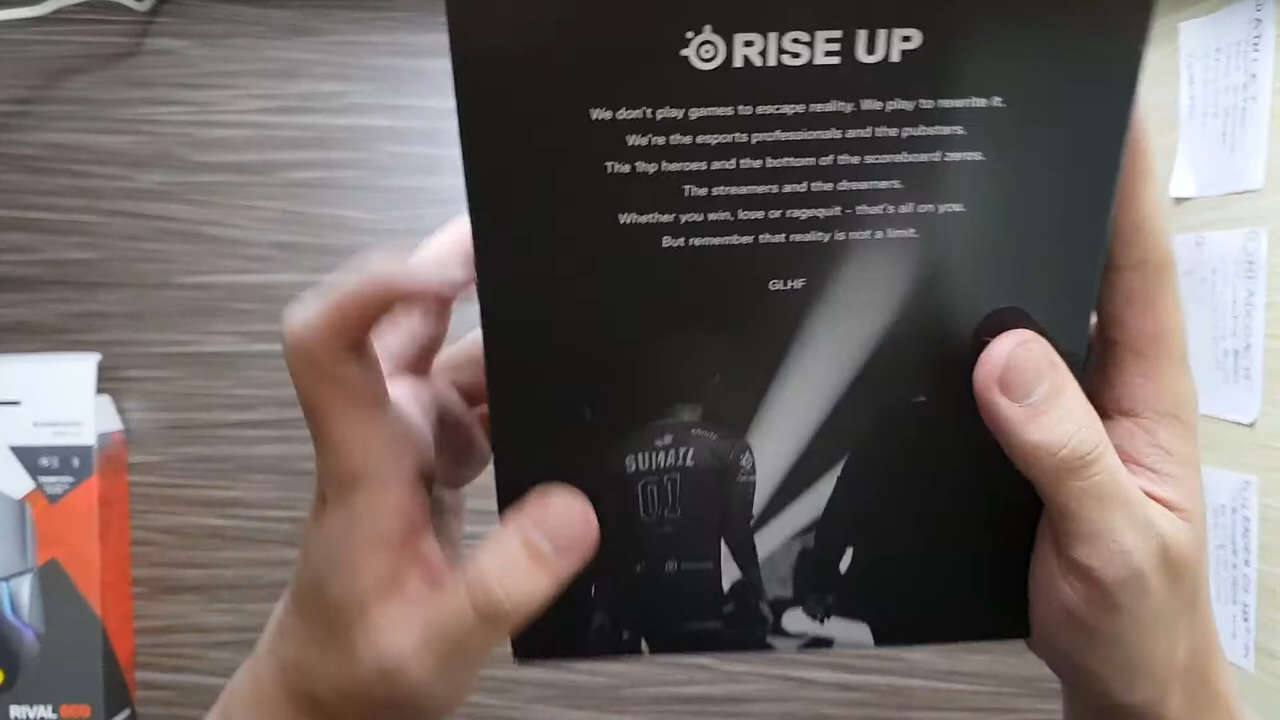 RISE UP
We don't play games to escape reality. We play to rewrite it.
We're the esports professionals and the pubstars.
The 1hp heroes and the bottom of the scoreboard zeros.
The streamers and the dreamers.
Whether you win, lose or ragequit – that's all on you.
But remember that reality is not a limit.
GLHF
SUMAIL
01
RIVAL 600